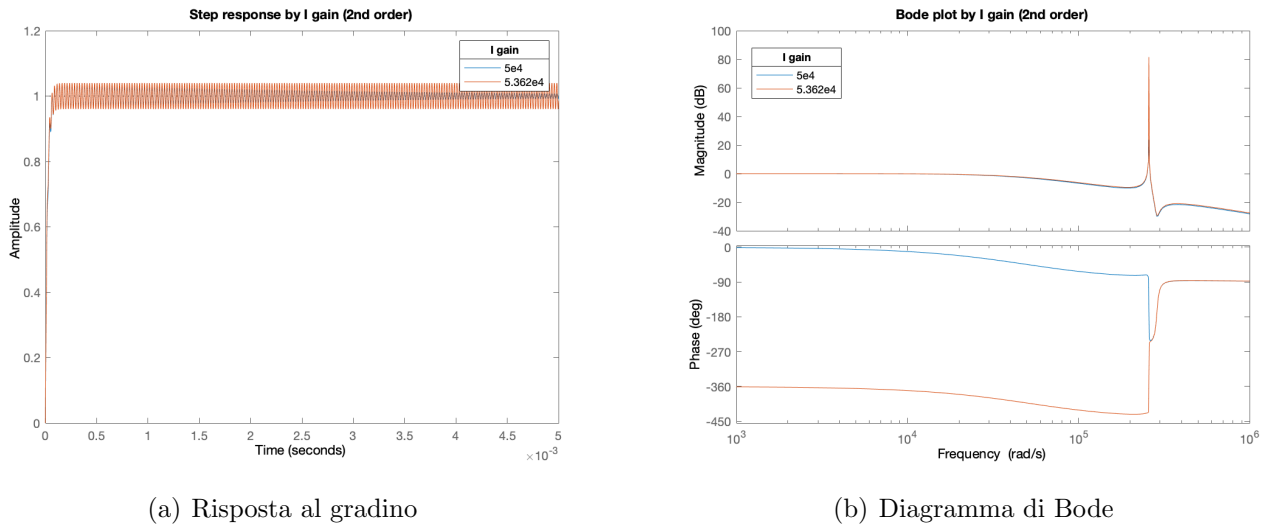 Step response by I gain (2nd order)
1.2
1
0.8
0.6
0.4
0.2
0
Amplitude
I gain
5e4
5.362e4
0 0.5 1 1.5 2 2.5 3 3.5 4 4.5 5
Time (seconds)
×10⁻³
(a) Risposta al gradino
Bode plot by I gain (2nd order)
100
80
60
40
20
0
-20
-40
Magnitude (dB)
I gain
5e4
5.362e4
0
-90
-180
-270
-360
-450
Phase (deg)
10³ 10⁴ 10⁵ 10⁶
Frequency (rad/s)
(b) Diagramma di Bode